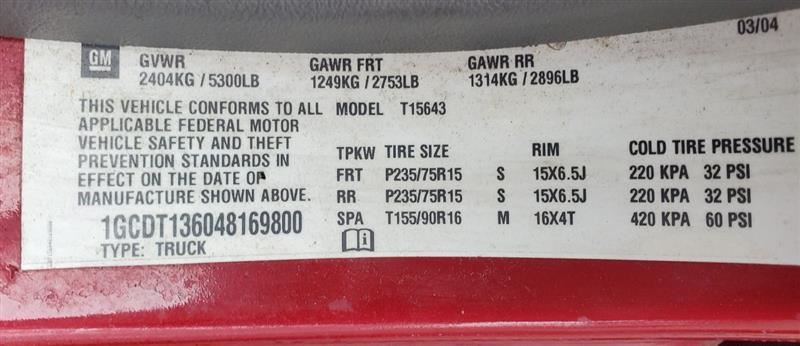 03/04
GM
GVWR GAWR FRT GAWR RR
2404KG / 5300LB 1249KG / 2753LB 1314KG / 2896LB
THIS VEHICLE CONFORMS TO ALL MODEL T15643
APPLICABLE FEDERAL MOTOR
VEHICLE SAFETY AND THEFT
PREVENTION STANDARDS IN
EFFECT ON THE DATE OF
MANUFACTURE SHOWN ABOVE.
1GCDT136048169800
TYPE: TRUCK
TPKW TIRE SIZE RIM COLD TIRE PRESSURE
FRT P235/75R15 S 15X6.5J 220 KPA 32 PSI
RR P235/75R15 S 15X6.5J 220 KPA 32 PSI
SPA T155/90R16 M 16X4T 420 KPA 60 PSI